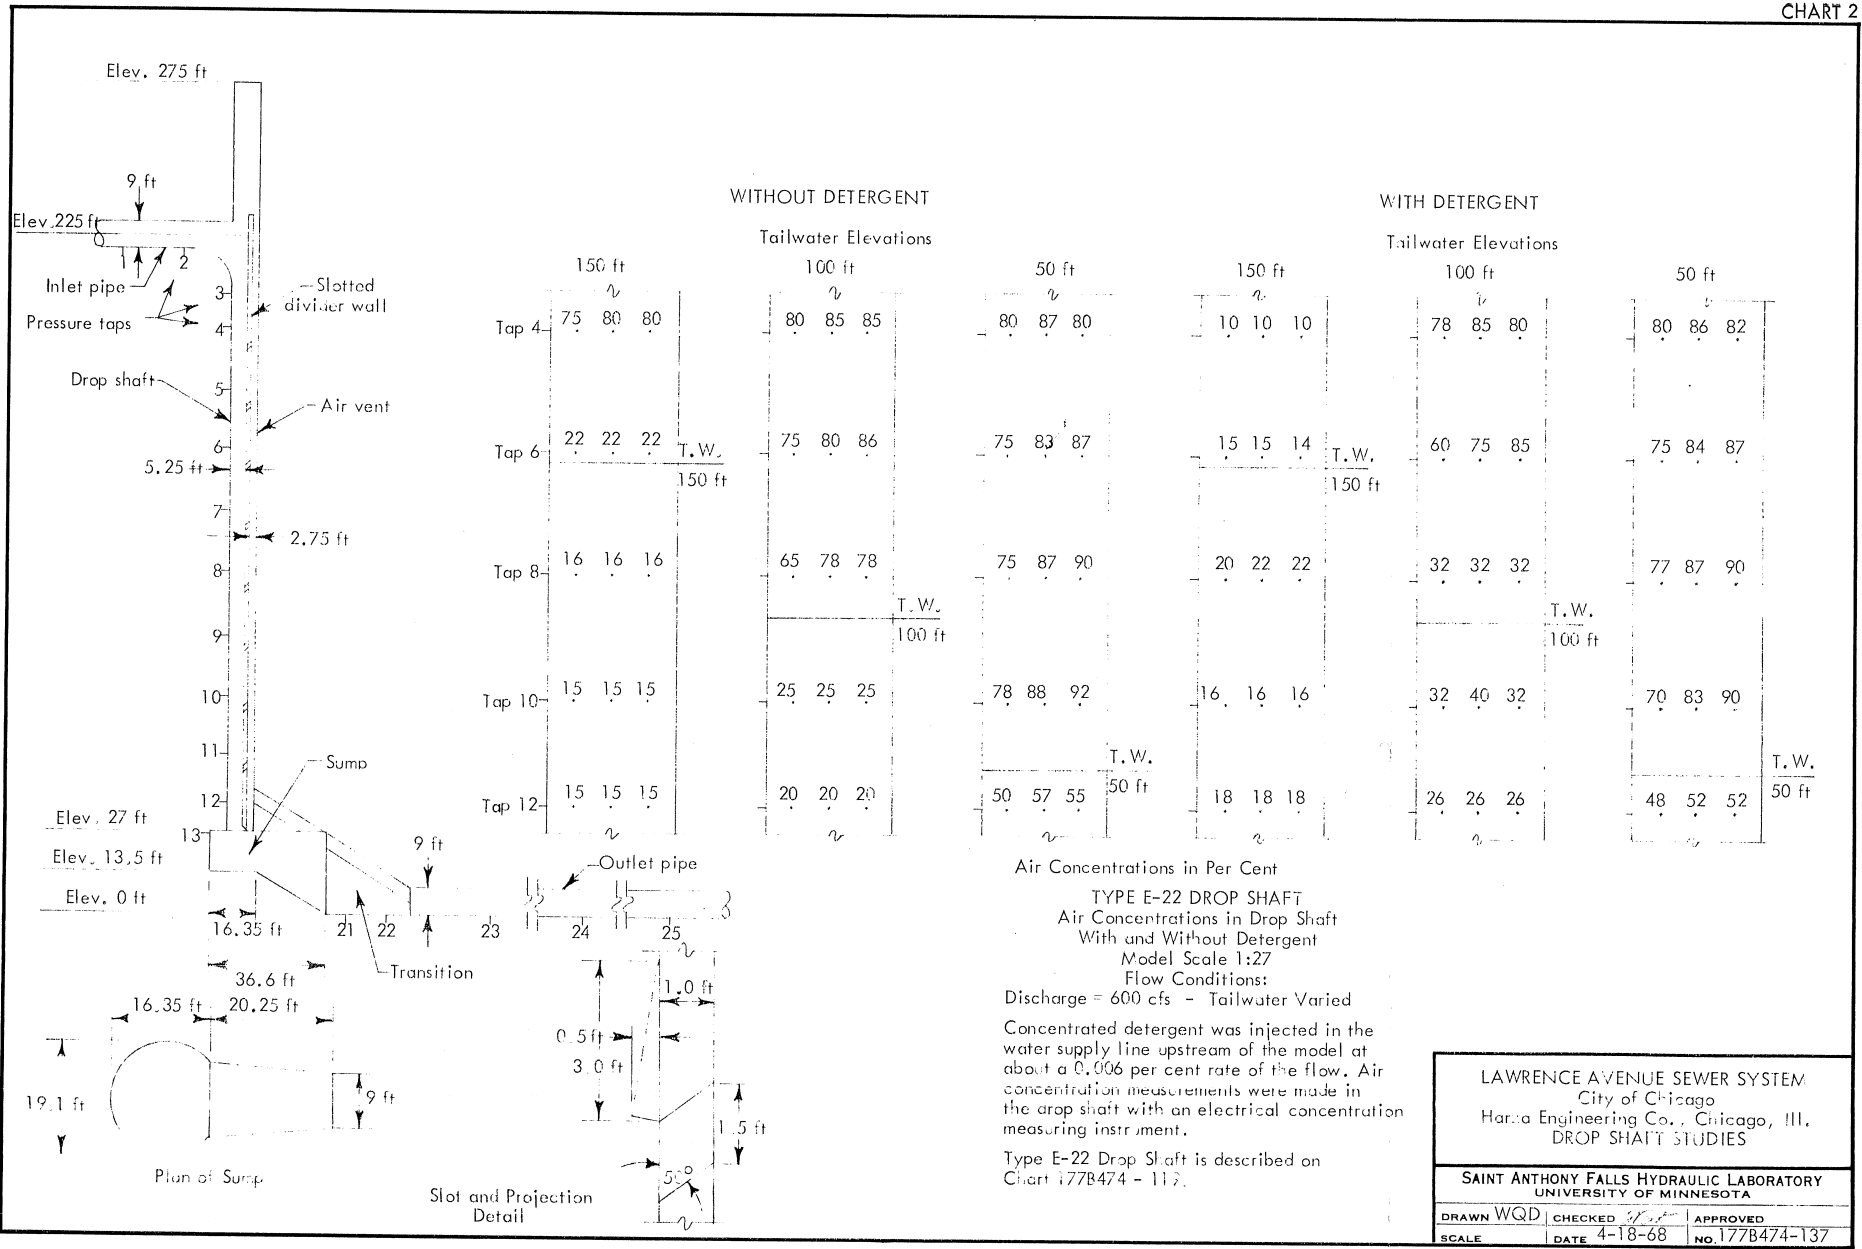 CHART 2
Elev. 275 ft
9 ft
Elev. 225 ft
1 2
Inlet pipe
Slotted
divider wall
Pressure taps
3
4
Drop shaft
5
Air vent
6
5.25 ft
7
2.75 ft
8
9
10
11
Sump
12
Elev. 27 ft
13
Elev. 13.5 ft
Elev. 0 ft
9 ft
Outlet pipe
16.35 ft
21 22 23 24 25
Transition
36.6 ft
16.35 ft 20.25 ft
19.1 ft
9 ft
Plan of Sump
1.0 ft
0.5 ft
3.0 ft
1.5 ft
50°
Slot and Projection
Detail
WITHOUT DETERGENT
Tailwater Elevations
150 ft 100 ft 50 ft
Tap 4 75 80 80 80 85 85 80 87 80
Tap 6 22 22 22 T.W. 75 80 86 75 83 87
150 ft
Tap 8 16 16 16 65 78 78 75 87 90
T.W.
100 ft
Tap 10 15 15 15 25 25 25 78 88 92
T.W.
50 ft
Tap 12 15 15 15 20 20 20 50 57 55
WITH DETERGENT
Tailwater Elevations
150 ft 100 ft 50 ft
10 10 10 78 85 80 80 86 82
15 15 14 T.W. 60 75 85 75 84 87
150 ft
20 22 22 32 32 32 77 87 90
T.W.
100 ft
16 16 16 32 40 32 70 83 90
T.W.
50 ft
18 18 18 26 26 26 48 52 52
Air Concentrations in Per Cent
TYPE E-22 DROP SHAFT
Air Concentrations in Drop Shaft
With and Without Detergent
Model Scale 1:27
Flow Conditions:
Discharge = 600 cfs - Tailwater Varied
Concentrated detergent was injected in the
water supply line upstream of the model at
about a 0.006 per cent rate of the flow. Air
concentration measurements were made in
the drop shaft with an electrical concentration
measuring instrument.
Type E-22 Drop Shaft is described on
Chart 177B474 -
LAWRENCE AVENUE SEWER SYSTEM
City of Chicago
Harza Engineering Co., Chicago, Ill.
DROP SHAFT STUDIES
SAINT ANTHONY FALLS HYDRAULIC LABORATORY
UNIVERSITY OF MINNESOTA
DRAWN WQD CHECKED APPROVED
SCALE DATE 4-18-68 NO. 177B474-137